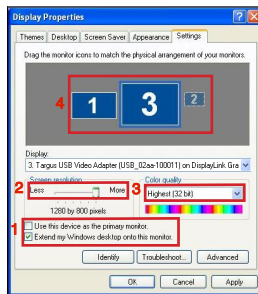 Display Properties
Themes Desktop Screen Saver Appearance Settings
Drag the monitor icons to match the physical arrangement of your monitors.
4
1 3 2
Display:
3. Targus USB Video Adapter (USB_02aa-100011) on DisplayLink Gra
2 Screen resolution
Less More
1280 by 800 pixels
3 Color quality
Highest (32 bit)
1 Use this device as the primary monitor.
Extend my Windows desktop onto this monitor.
Identify Troubleshoot... Advanced
OK Cancel Apply